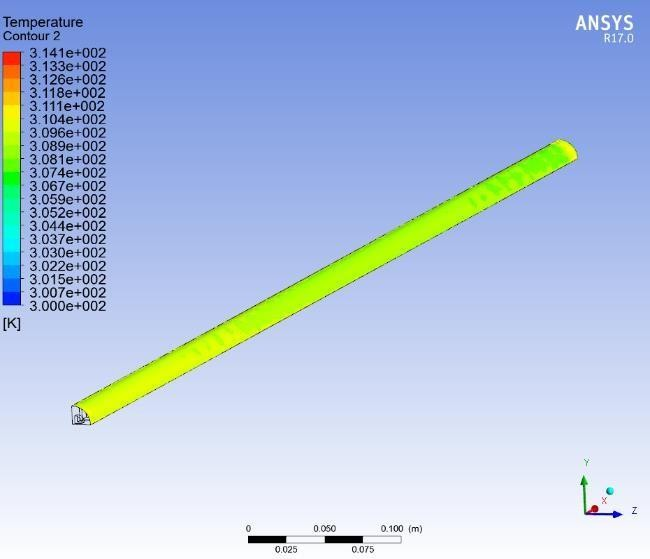 Temperature
Contour 2
3.141e+002
3.133e+002
3.126e+002
3.118e+002
3.111e+002
3.104e+002
3.096e+002
3.089e+002
3.081e+002
3.074e+002
3.067e+002
3.059e+002
3.052e+002
3.044e+002
3.037e+002
3.030e+002
3.022e+002
3.015e+002
3.007e+002
3.000e+002
[K]
ANSYS
R17.0
Y
X
Z
0 0.050 0.100 (m)
0.025 0.075